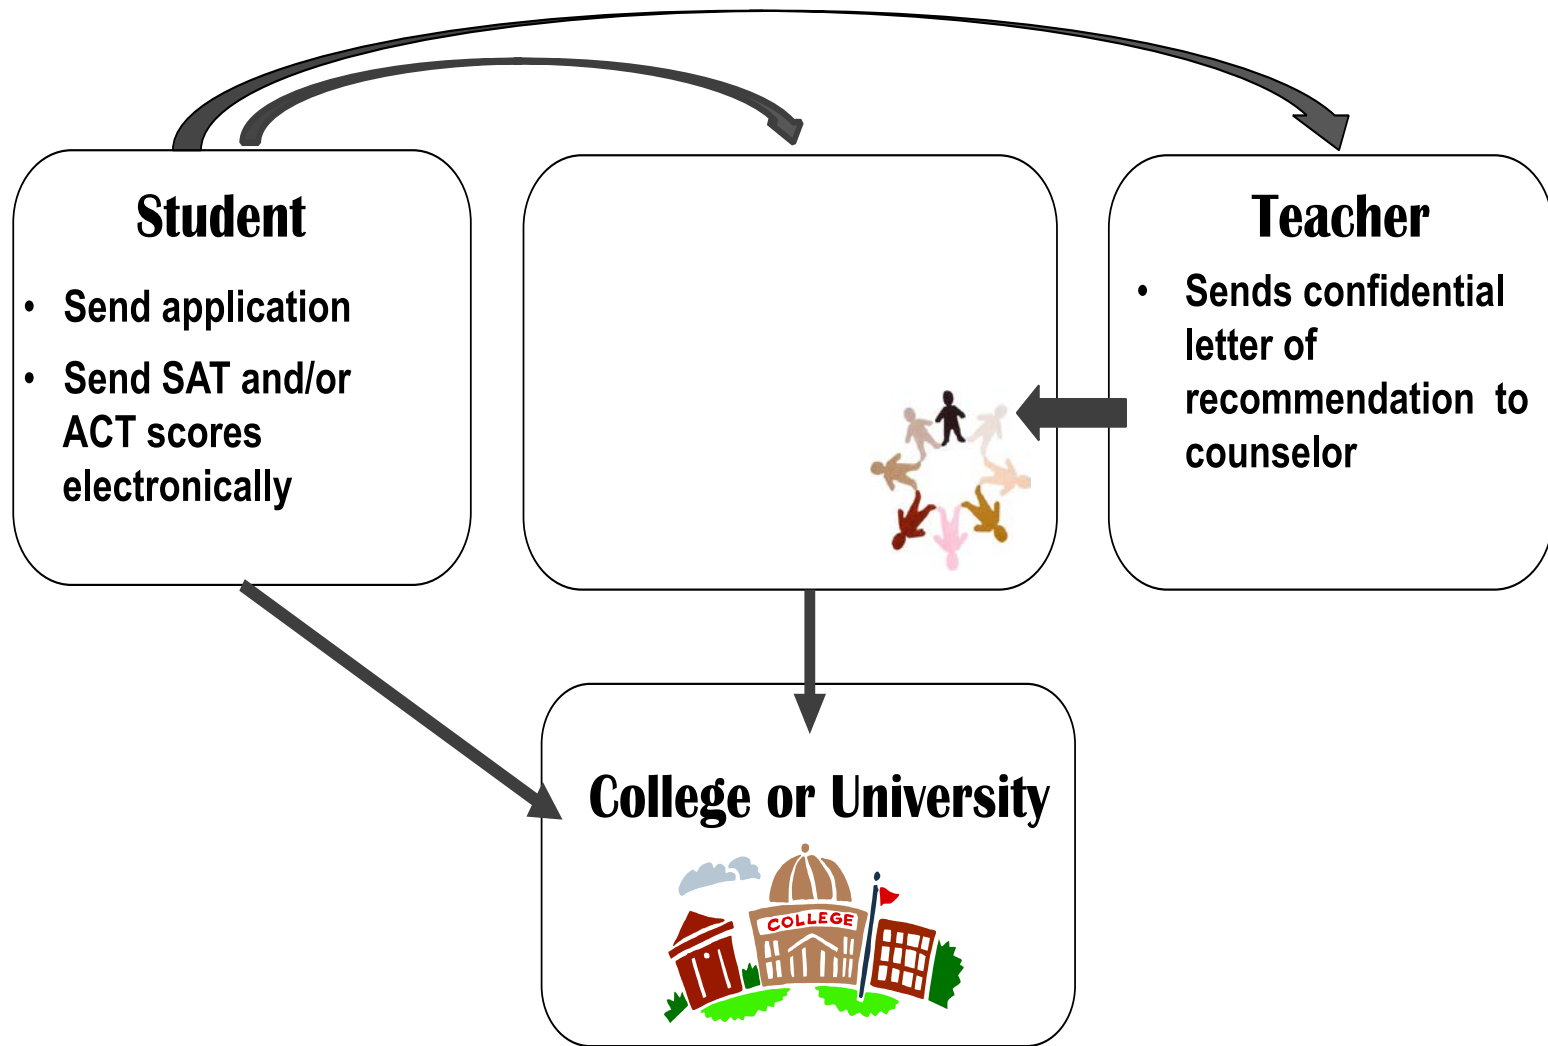 Student
• Send application
• Send SAT and/or
ACT scores
electronically
Teacher
• Sends confidential
letter of
recommendation to
counselor
College or University
COLLEGE